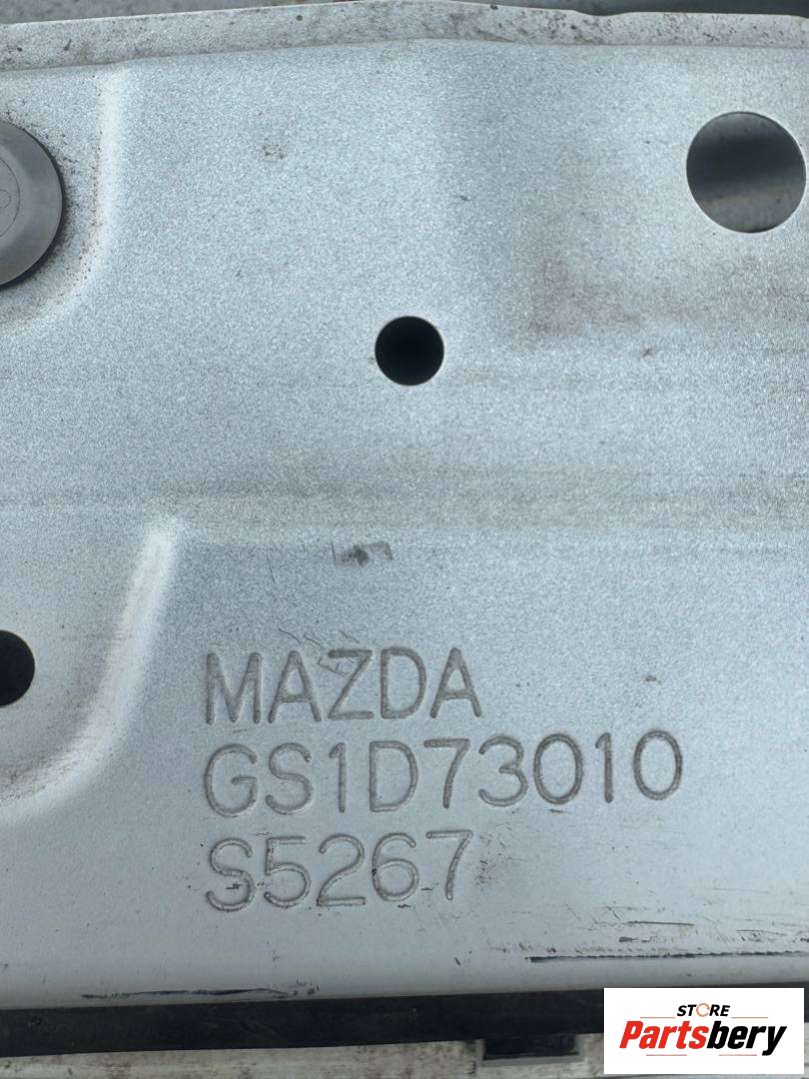 MAZDA
GS1D73010
S5267
STORE
Partsbery